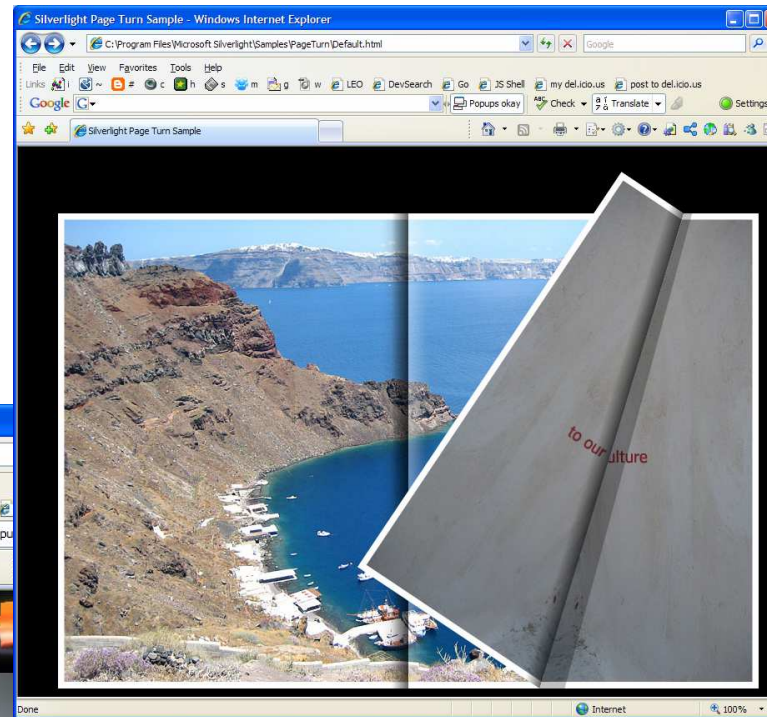 Silverlight Page Turn Sample - Windows Internet Explorer
C:\Program Files\Microsoft Silverlight\Samples\PageTurn\Default.html
Google
File Edit View Favorites Tools Help
Links i ~ # c h s m g w LEO DevSearch Go JS Shell my del.icio.us post to del.icio.us
Google G Popups okay Check Translate Settings
Silverlight Page Turn Sample
to our
ulture
pu
Done Internet 100%